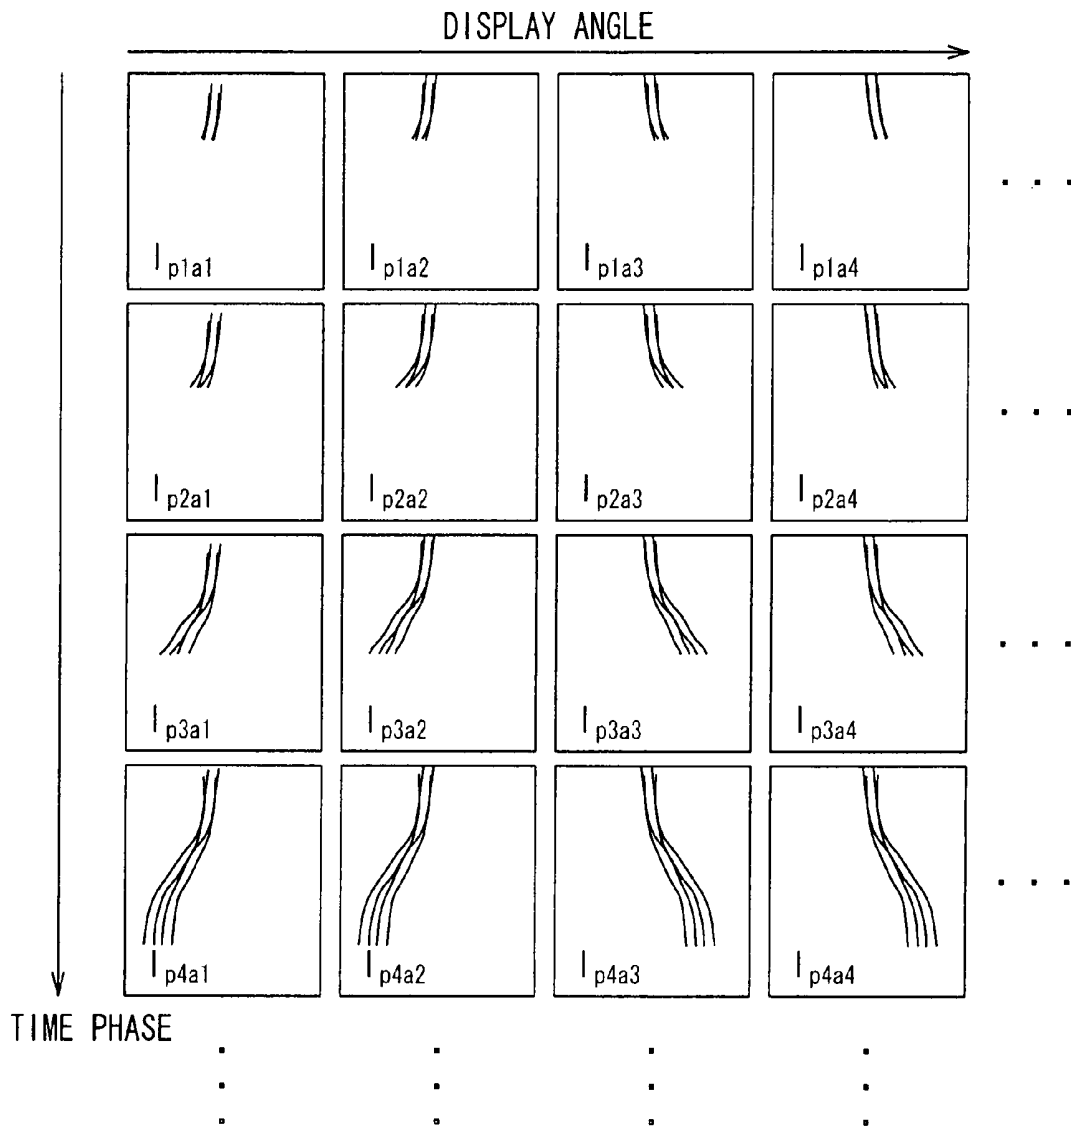 DISPLAY ANGLE
I p1a1 I p1a2 I p1a3 I p1a4
I p2a1 I p2a2 I p2a3 I p2a4
I p3a1 I p3a2 I p3a3 I p3a4
I p4a1 I p4a2 I p4a3 I p4a4
TIME PHASE